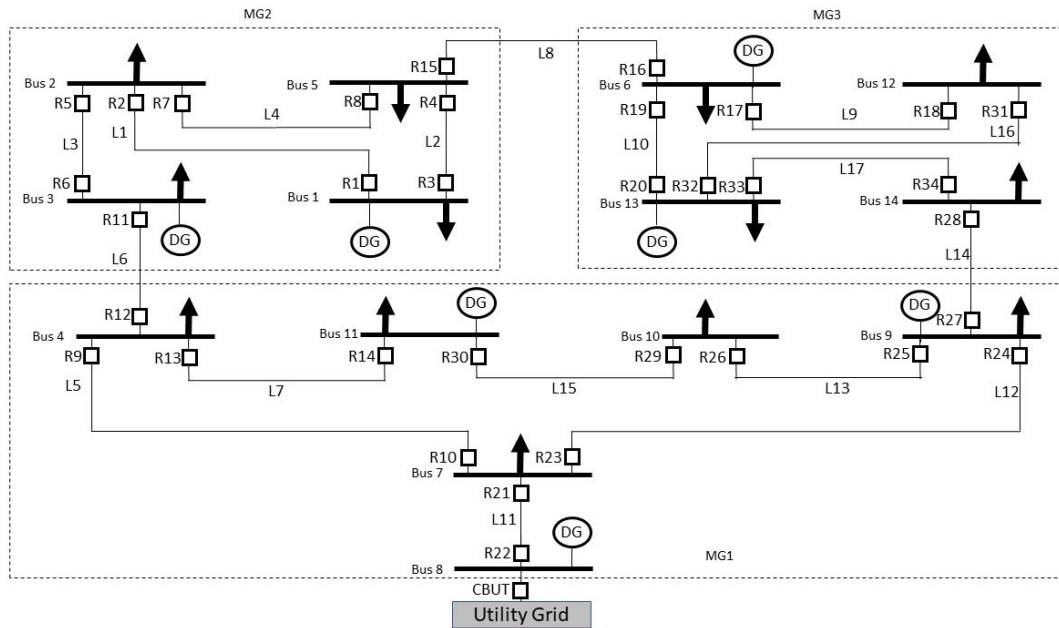 MG2
MG3
L8
R15
R16
DG
Bus 2
Bus 5
Bus 6
Bus 12
R5
R2
R7
R8
R4
R19
R17
R18
R31
L3
L1
L4
L2
L10
L9
L16
L17
R6
R1
R3
R20
R32
R33
R34
Bus 3
Bus 1
Bus 13
Bus 14
R11
DG
DG
DG
R28
L6
L14
R12
DG
DG
R27
Bus 4
Bus 11
Bus 10
Bus 9
R9
R13
R14
R30
R29
R26
R25
R24
L5
L7
L15
L13
L12
R10
R23
Bus 7
R21
L11
DG
R22
MG1
Bus 8
CBUT
Utility Grid